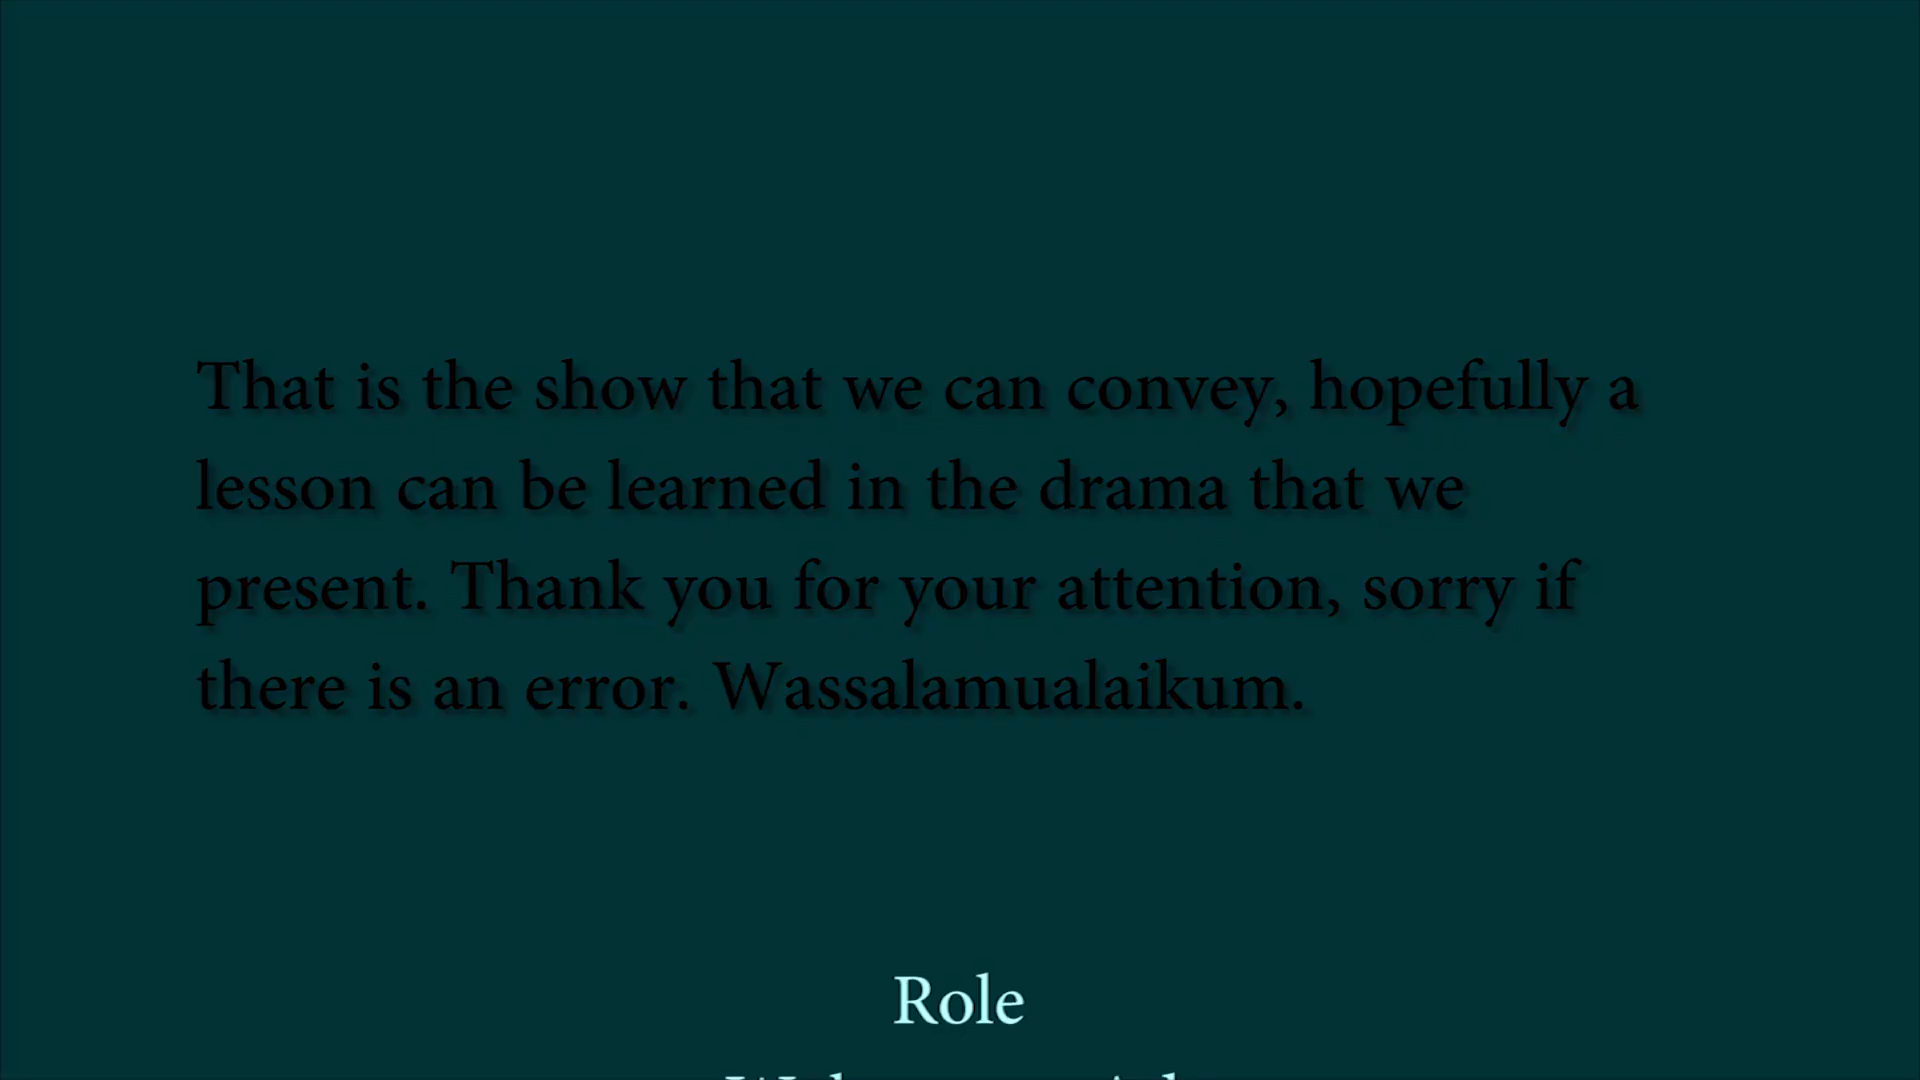 That is the show that we can convey, hopefully a
lesson can be learned in the drama that we
present. Thank you for your attention, sorry if
there is an error. Wassalamualaikum.
Role